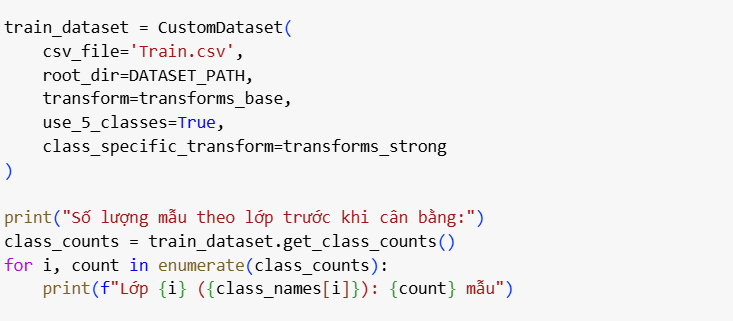 train_dataset = CustomDataset(
    csv_file='Train.csv',
    root_dir=DATASET_PATH,
    transform=transforms_base,
    use_5_classes=True,
    class_specific_transform=transforms_strong
)
print("Số lượng mẫu theo lớp trước khi cân bằng:")
class_counts = train_dataset.get_class_counts()
for i, count in enumerate(class_counts):
    print(f"Lớp {i} ({class_names[i]}): {count} mẫu")